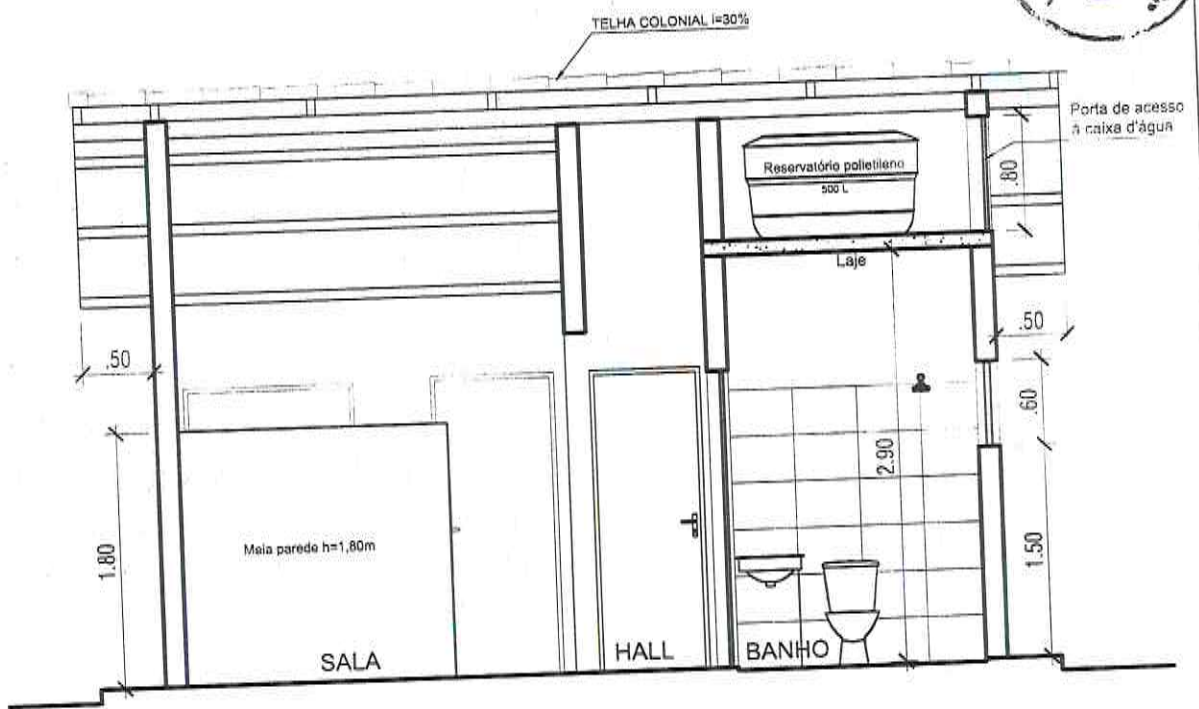 TELHA COLONIAL i=30%
Porta de acesso
à caixa d'água
Reservatório polietileno
500 L
.80
Laje
.50
.50
.60
2.90
1.80
Meia parede h=1,80m
1.50
SALA
HALL
BANHO